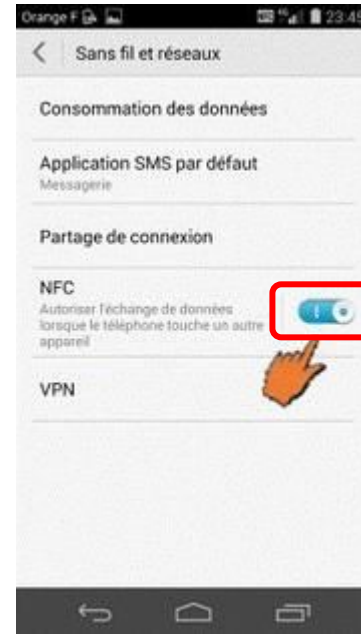 Orange F 23:48
Sans fil et réseaux
Consommation des données
Application SMS par défaut
Messagerie
Partage de connexion
NFC
Autoriser l'échange de données
lorsque le téléphone touche un autre
appareil
VPN